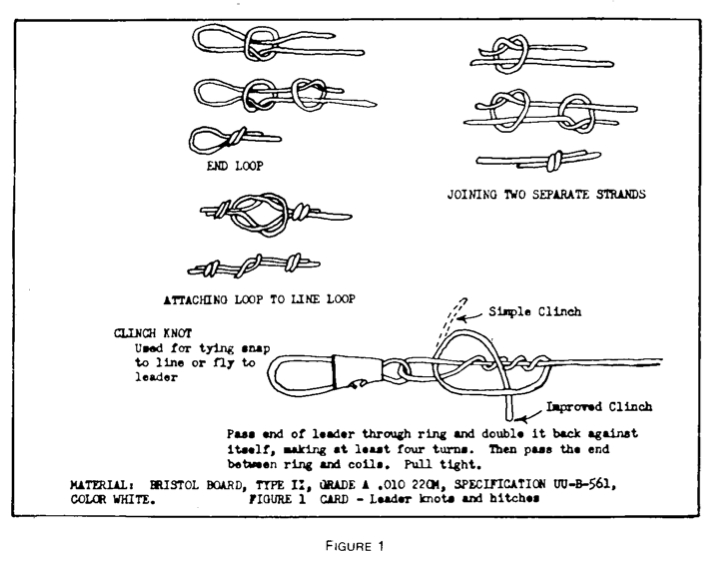 END LOOP
JOINING TWO SEPARATE STRANDS
ATTACHING LOOP TO LINE LOOP
Simple Clinch
CLINCH KNOT
Used for tying snap
to line or fly to
leader
Improved Clinch
Pass end of leader through ring and double it back against
itself, making at least four turns. Then pass the end
between ring and coils. Pull tight.
MATERIAL: BRISTOL BOARD, TYPE II, GRADE A .010 22CM, SPECIFICATION UU-B-561,
COLOR WHITE. FIGURE 1 CARD - Leader knots and hitches
FIGURE 1